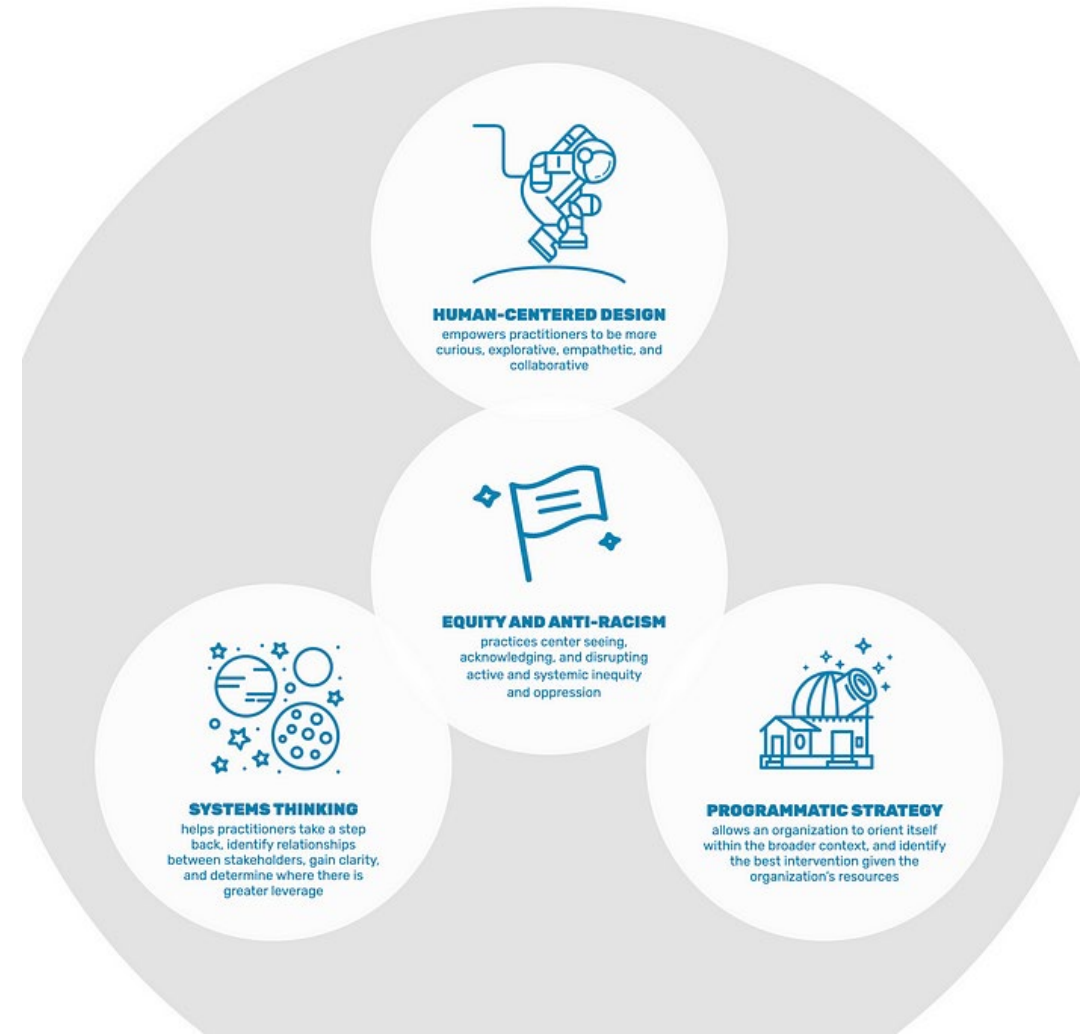 HUMAN-CENTERED DESIGN
empowers practitioners to be more
curious, explorative, empathetic, and
collaborative
EQUITY AND ANTI-RACISM
practices center seeing,
acknowledging, and disrupting
active and systemic inequity
and oppression
SYSTEMS THINKING
helps practitioners take a step
back, identify relationships
between stakeholders, gain clarity,
and determine where there is
greater leverage
PROGRAMMATIC STRATEGY
allows an organization to orient itself
within the broader context, and identify
the best intervention given the
organization's resources